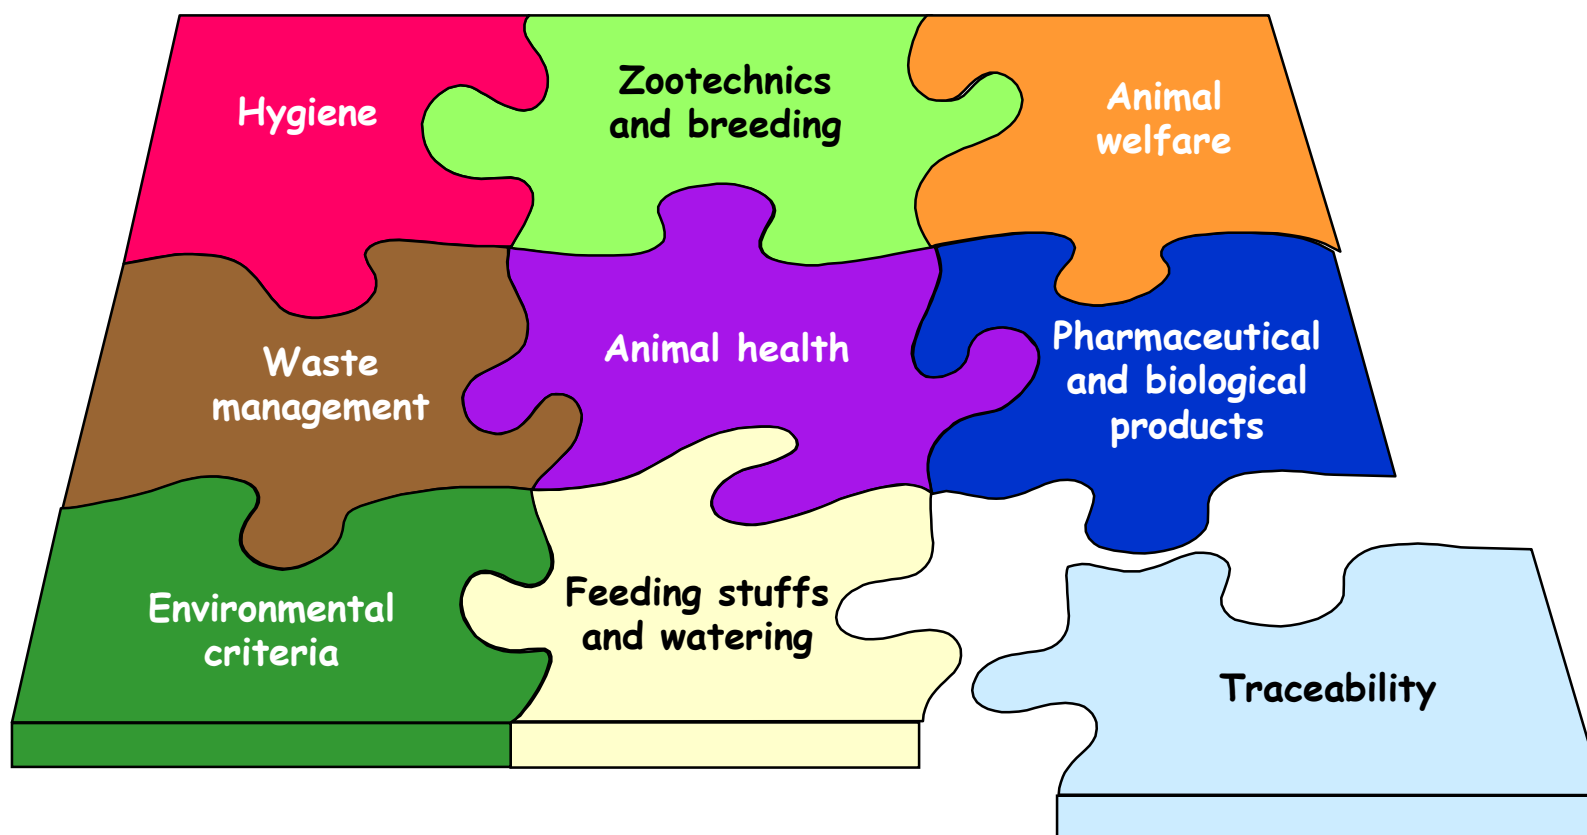 Hygiene
Zootechnics
and breeding
Animal
welfare
Waste
management
Animal health
Pharmaceutical
and biological
products
Environmental
criteria
Feeding stuffs
and watering
Traceability